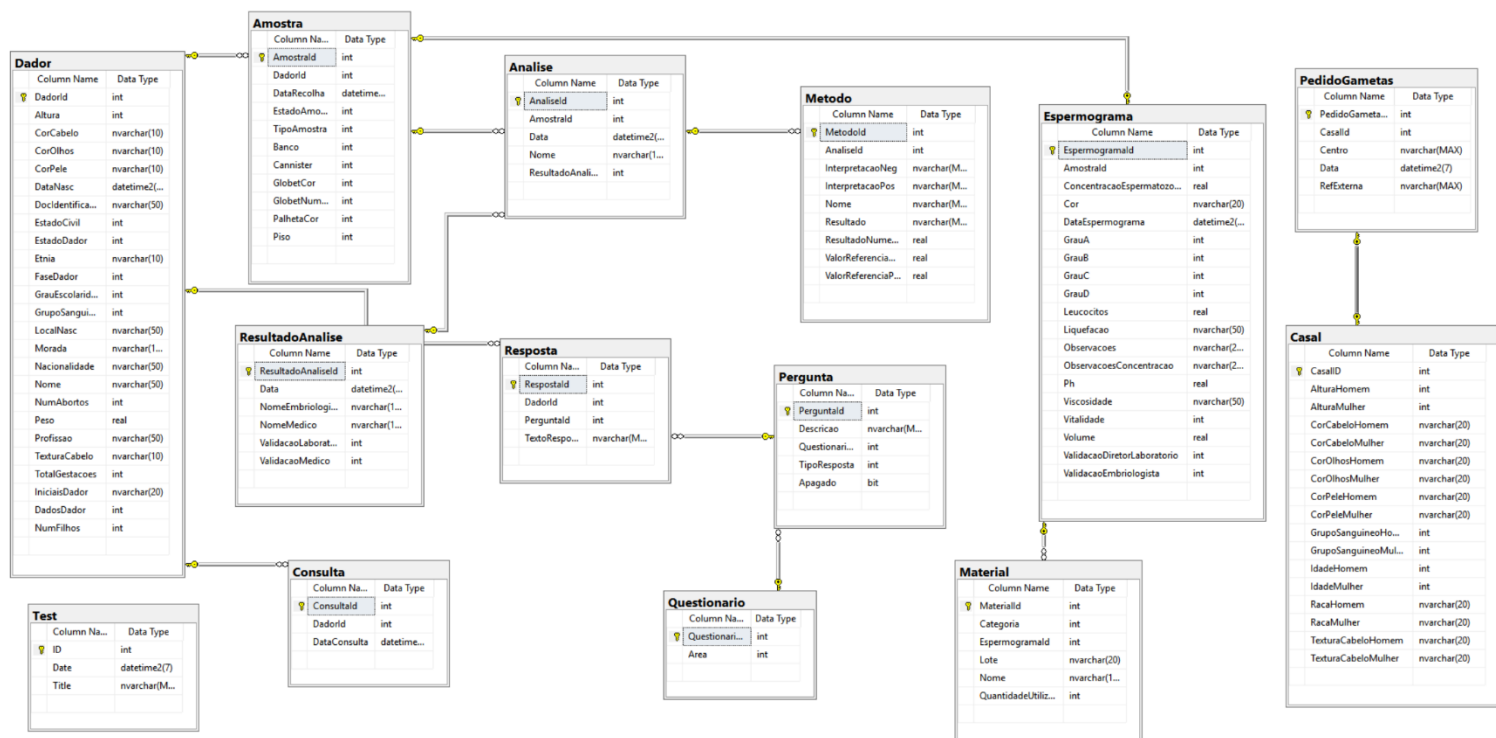 Dador
Column Name Data Type
DadorId int
Altura int
CorCabelo nvarchar(10)
CorOlhos nvarchar(10)
CorPele nvarchar(10)
DataNasc datetime2(...
DocIdentifica... nvarchar(50)
EstadoCivil int
EstadoDador int
Etnia nvarchar(10)
FaseDador int
GrauEscolarid... int
GrupoSangui... int
LocalNasc nvarchar(50)
Morada nvarchar(1...
Nacionalidade nvarchar(50)
Nome nvarchar(50)
NumAbortos int
Peso real
Profissao nvarchar(50)
TexturaCabelo nvarchar(10)
TotalGestacoes int
IniciaisDador nvarchar(20)
DadosDador int
NumFilhos int
Test
Column Na... Data Type
ID int
Date datetime2(7)
Title nvarchar(M...
Amostra
Column Na... Data Type
AmostraId int
DadorId int
DataRecolha datetime...
EstadoAmo... int
TipoAmostra int
Banco int
Cannister int
GlobetCor int
GlobetNum... int
PalhetaCor int
Piso int
ResultadoAnalise
Column Name Data Type
ResultadoAnaliseId int
Data datetime2(...
NomeEmbriologi... nvarchar(1...
NomeMedico nvarchar(1...
ValidacaoLaborat... int
ValidacaoMedico int
Consulta
Column Na... Data Type
ConsultaId int
DadorId int
DataConsulta datetime...
Analise
Column Name Data Type
AnaliseId int
AmostraId int
Data datetime2(...
Nome nvarchar(1...
ResultadoAnali... int
Resposta
Column Na... Data Type
RespostaId int
DadorId int
PerguntaId int
TextoRespo... nvarchar(M...
Metodo
Column Name Data Type
MetodoId int
AnaliseId int
InterpretacaoNeg nvarchar(M...
InterpretacaoPos nvarchar(M...
Nome nvarchar(M...
Resultado nvarchar(M...
ResultadoNume... real
ValorReferencia... real
ValorReferenciaP... real
Pergunta
Column Na... Data Type
PerguntaId int
Descricao nvarchar(M...
Questionari... int
TipoResposta int
Apagado bit
Questionario
Column Na... Data Type
Questionari... int
Area int
Espermograma
Column Name Data Type
EspermogramaId int
AmostraId int
ConcentracaoEspermatozo... real
Cor nvarchar(20)
DataEspermograma datetime2(...
GrauA int
GrauB int
GrauC int
GrauD int
Leucocitos real
Liquefacao nvarchar(50)
Observacoes nvarchar(2...
ObservacoesConcentracao nvarchar(2...
Ph real
Viscosidade nvarchar(50)
Vitalidade int
Volume real
ValidacaoDiretorLaboratorio int
ValidacaoEmbriologista int
Material
Column Name Data Type
MaterialId int
Categoria int
EspermogramaId int
Lote nvarchar(20)
Nome nvarchar(1...
QuantidadeUtiliz... int
PedidoGametas
Column Name Data Type
PedidoGameta... int
CasalId int
Centro nvarchar(MAX)
Data datetime2(7)
RefExterna nvarchar(MAX)
Casal
Column Name Data Type
CasalID int
AlturaHomem int
AlturaMulher int
CorCabeloHomem nvarchar(20)
CorCabeloMulher nvarchar(20)
CorOlhosHomem nvarchar(20)
CorOlhosMulher nvarchar(20)
CorPeleHomem nvarchar(20)
CorPeleMulher nvarchar(20)
GrupoSanguineoHo... int
GrupoSanguineoMul... int
IdadeHomem int
IdadeMulher int
RacaHomem nvarchar(20)
RacaMulher nvarchar(20)
TexturaCabeloHomem nvarchar(20)
TexturaCabeloMulher nvarchar(20)